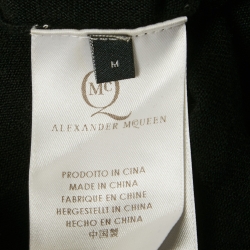 M
McQ
ALEXANDER MCQUEEN
PRODOTTO IN CINA
MADE IN CHINA
FABRIQUE EN CHINE
HERGESTELLT IN CHINA
HECHO EN CHINA
中国製